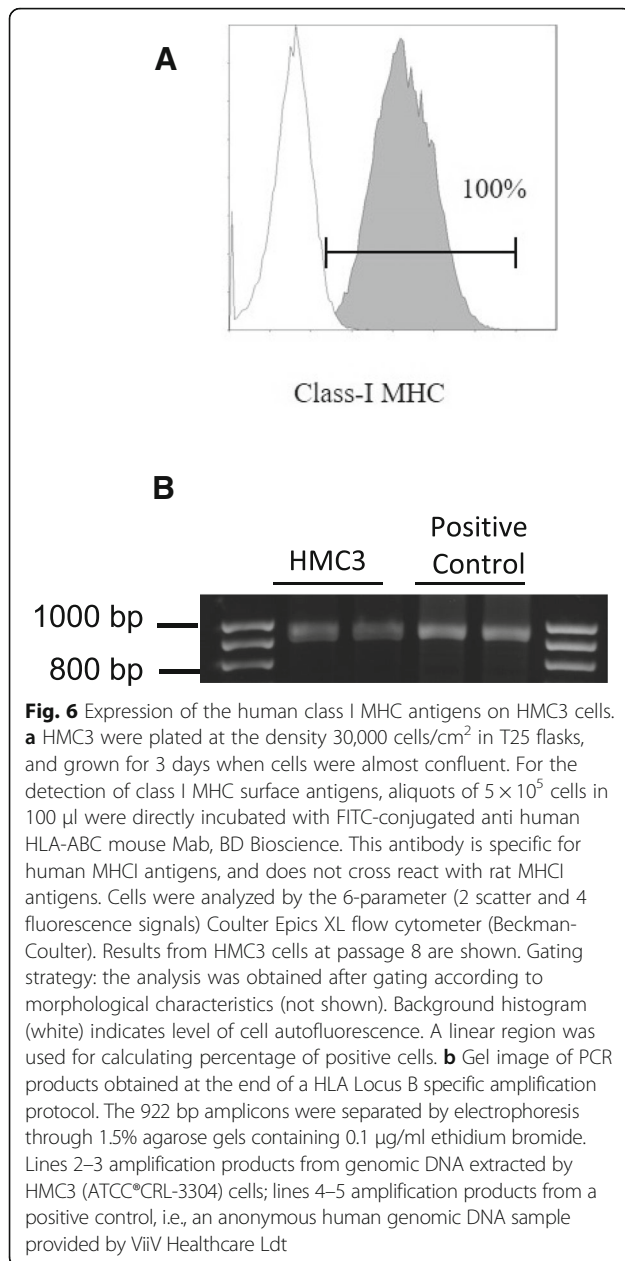 A
100%
Class-I MHC
B
HMC3
Positive
Control
1000 bp
800 bp
Fig. 6 Expression of the human class I MHC antigens on HMC3 cells.
a HMC3 were plated at the density 30,000 cells/cm² in T25 flasks,
and grown for 3 days when cells were almost confluent. For the
detection of class I MHC surface antigens, aliquots of 5 × 10⁵ cells in
100 μl were directly incubated with FITC-conjugated anti human
HLA-ABC mouse Mab, BD Bioscience. This antibody is specific for
human MHCI antigens, and does not cross react with rat MHCI
antigens. Cells were analyzed by the 6-parameter (2 scatter and 4
fluorescence signals) Coulter Epics XL flow cytometer (Beckman-
Coulter). Results from HMC3 cells at passage 8 are shown. Gating
strategy: the analysis was obtained after gating according to
morphological characteristics (not shown). Background histogram
(white) indicates level of cell autofluorescence. A linear region was
used for calculating percentage of positive cells. b Gel image of PCR
products obtained at the end of a HLA Locus B specific amplification
protocol. The 922 bp amplicons were separated by electrophoresis
through 1.5% agarose gels containing 0.1 μg/ml ethidium bromide.
Lines 2–3 amplification products from genomic DNA extracted by
HMC3 (ATCC®CRL-3304) cells; lines 4–5 amplification products from a
positive control, i.e., an anonymous human genomic DNA sample
provided by ViiV Healthcare Ldt